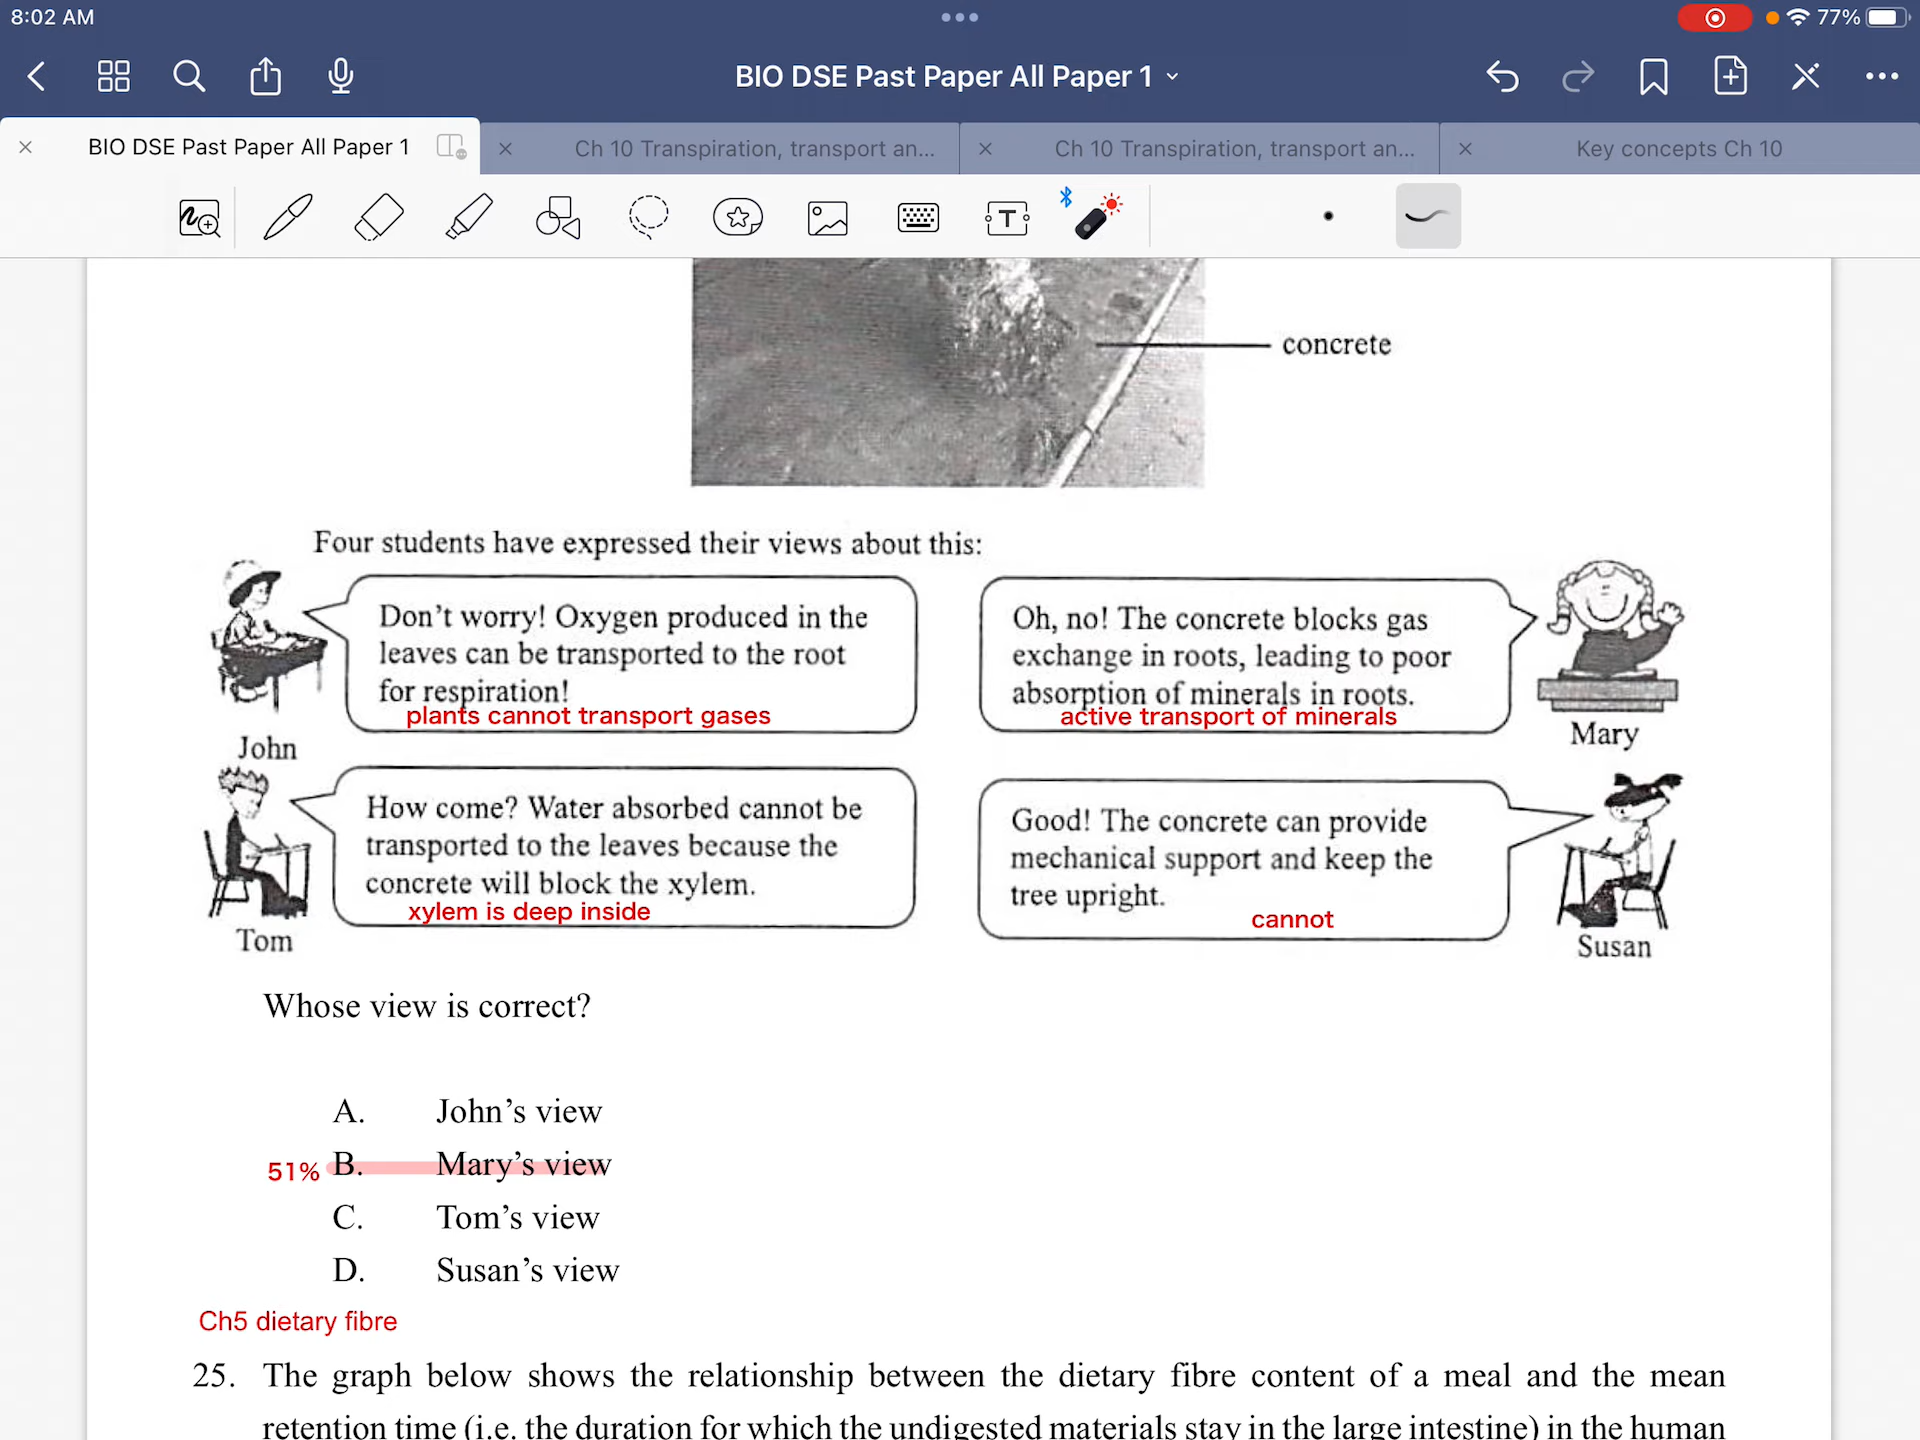 8:02 AM
77%
BIO DSE Past Paper All Paper 1
BIO DSE Past Paper All Paper 1
Ch 10 Transpiration, transport an...
Ch 10 Transpiration, transport an...
Key concepts Ch 10
T
concrete
Four students have expressed their views about this:
Don't worry! Oxygen produced in the
leaves can be transported to the root
for respiration!
plants cannot transport gases
John
Oh, no! The concrete blocks gas
exchange in roots, leading to poor
absorption of minerals in roots.
active transport of minerals
Mary
How come? Water absorbed cannot be
transported to the leaves because the
concrete will block the xylem.
xylem is deep inside
Tom
Good! The concrete can provide
mechanical support and keep the
tree upright.
cannot
Susan
Whose view is correct?
A. John's view
51% B. Mary's view
C. Tom's view
D. Susan's view
Ch5 dietary fibre
25. The graph below shows the relationship between the dietary fibre content of a meal and the mean
retention time (i.e. the duration for which the undigested materials stay in the large intestine) in the human